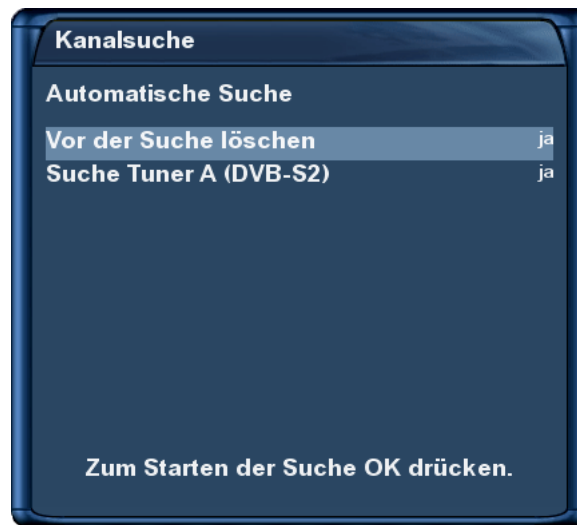 Kanalsuche
Automatische Suche
Vor der Suche löschen ja
Suche Tuner A (DVB-S2) ja
Zum Starten der Suche OK drücken.